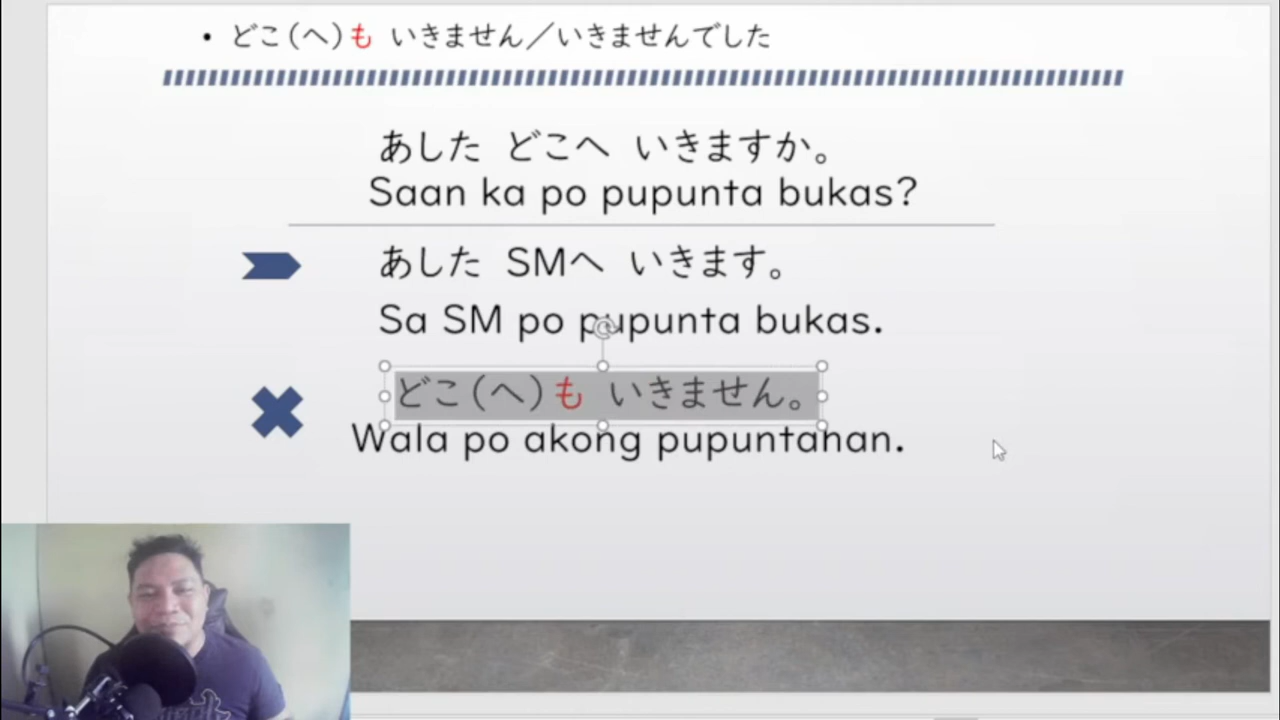 • どこ(へ)も いきません／いきませんでした
あした どこへ いきますか。
Saan ka po pupunta bukas?
あした SMへ いきます。
Sa SM po pupunta bukas.
どこ(へ)も いきません。
Wala po akong pupuntahan.